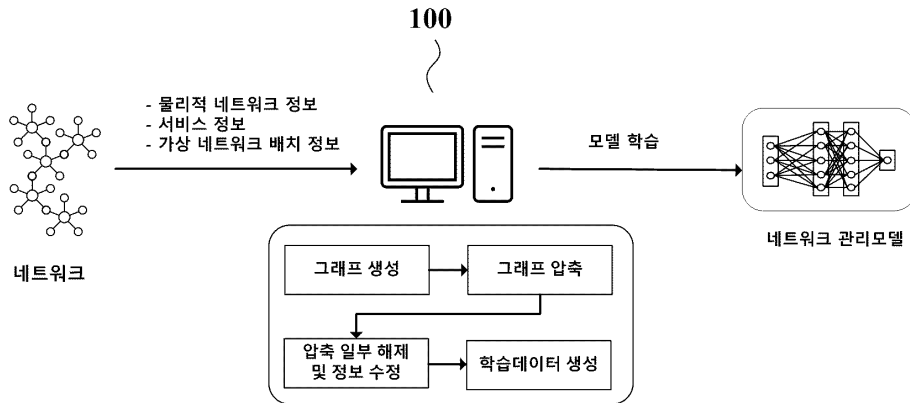 100
- 물리적 네트워크 정보
- 서비스 정보
- 가상 네트워크 배치 정보
모델 학습
네트워크
네트워크 관리모델
그래프 생성
그래프 압축
압축 일부 해제
및 정보 수정
학습데이터 생성